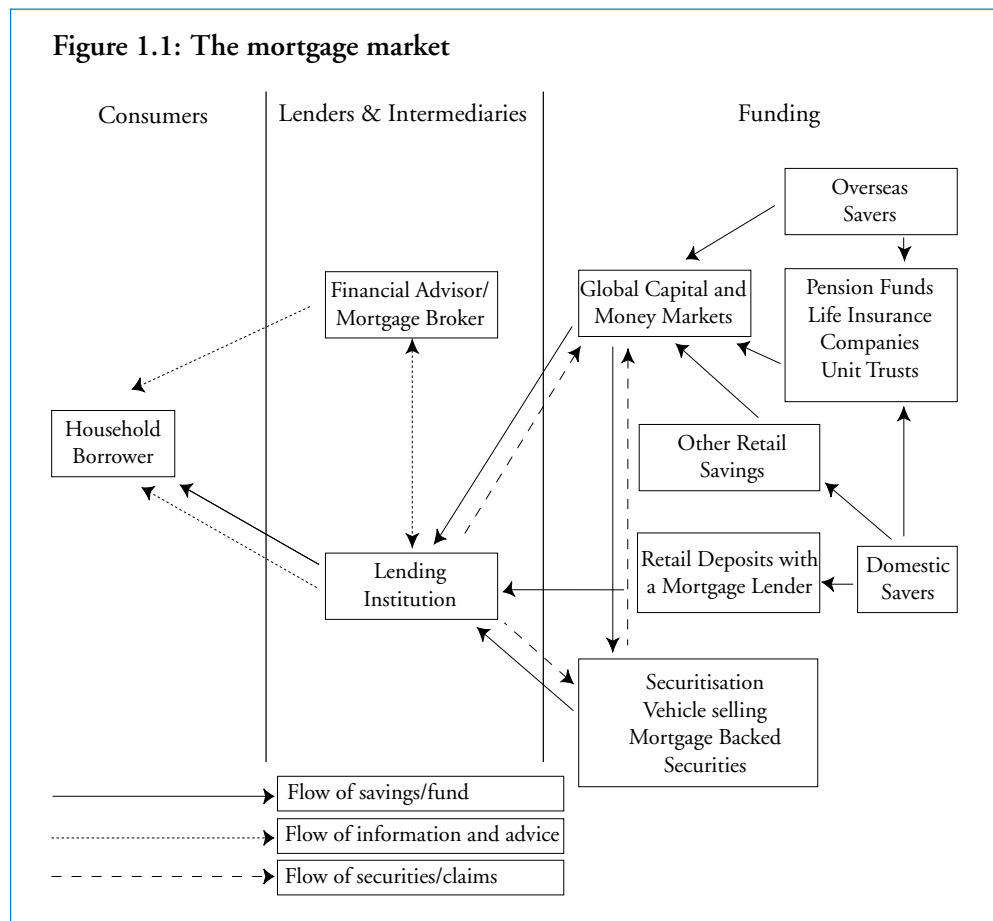 Figure 1.1: The mortgage market
Consumers
Lenders & Intermediaries
Funding
Overseas
Savers
Financial Advisor/
Mortgage Broker
Global Capital and
Money Markets
Pension Funds
Life Insurance
Companies
Unit Trusts
Household
Borrower
Other Retail
Savings
Lending
Institution
Retail Deposits with
a Mortgage Lender
Domestic
Savers
Securitisation
Vehicle selling
Mortgage Backed
Securities
Flow of savings/fund
Flow of information and advice
Flow of securities/claims